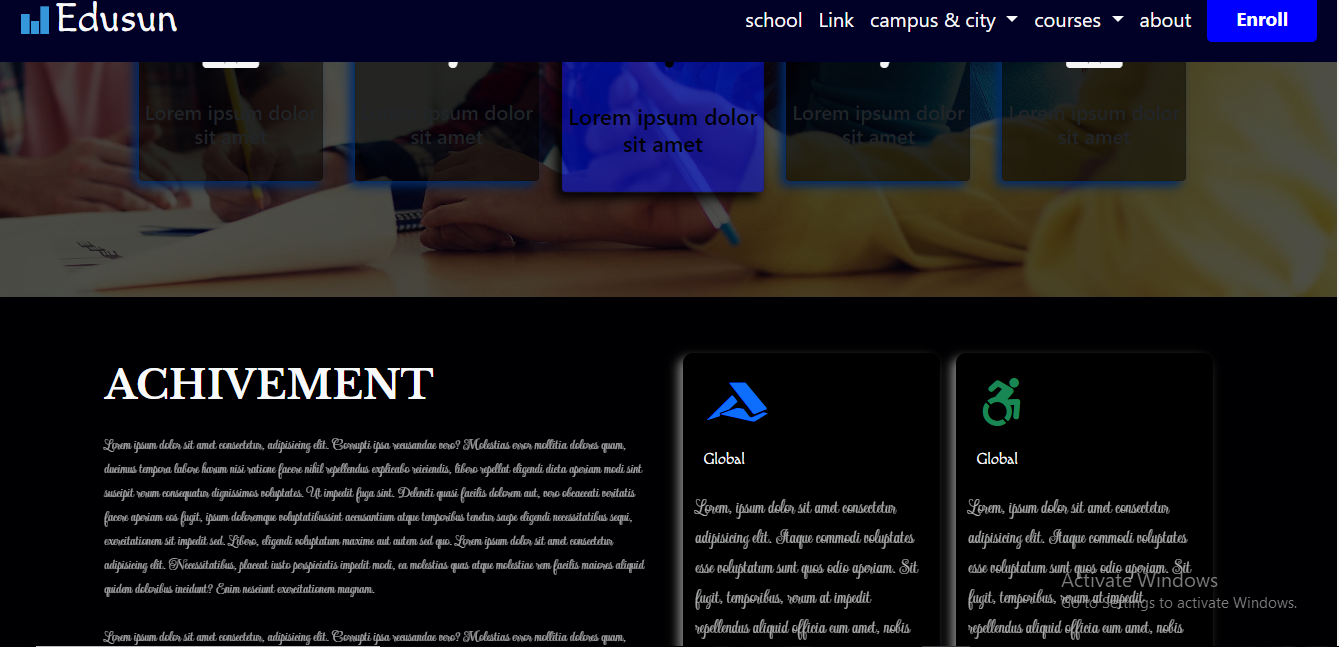 Edusun
school Link campus & city courses about Enroll
Lorem ipsum dolor
sit amet
ipsum dolor
sit amet
Lorem ipsum dolor
sit amet
Lorem ipsum dolor
sit amet
Lorem ipsum dolor
sit amet
ACHIVEMENT
Lorem ipsum dolor sit amet consectetur, adipisicing elit. Corrupti ipsa recusandae vero? Molestias error mollitia dolores quam,
ducimus tempora labore harum nisi ratione facere nihil repellendus explicabo reiciendis, libero repellat eligendi dicta aperiam modi sint
suscipit rerum consequatur dignissimos voluptates. Ut impedit fuga sint. Deleniti quasi facilis dolorem aut, vero obcaecati veritatis
facere aperiam eos fugit, ipsum doloremque voluptatibussint accusantium atque temporibus tenetur saepe eligendi necessitatibus sequi,
exercitationem sit impedit sed. Libero, eligendi voluptatum maxime aut autem sed quo. Lorem ipsum dolor sit amet consectetur
adipisicing elit. Necessitatibus, placeat iusto perspiciatis impedit modi, ea molestias quas atque molestiae rem facilis maiores aliquid
quidem doloribus incidunt? Enim nesciunt exercitationem magnam.
Lorem ipsum dolor sit amet consectetur, adipisicing elit. Corrupti ipsa recusandae vero? Molestias error mollitia dolores quam,
Global
Lorem, ipsum dolor sit amet consectetur
adipisicing elit. Itaque commodi voluptates
esse voluptatum sunt quos odio aperiam. Sit
fugit, temporibus, rerum at impedit
repellendus aliquid officia eum amet, nobis
Global
Lorem, ipsum dolor sit amet consectetur
adipisicing elit. Itaque commodi voluptates
esse voluptatum sunt quos odio aperiam. Sit
fugit, temporibus, rerum at impedit
repellendus aliquid officia eum amet, nobis
Activate Windows
Go to Settings to activate Windows.